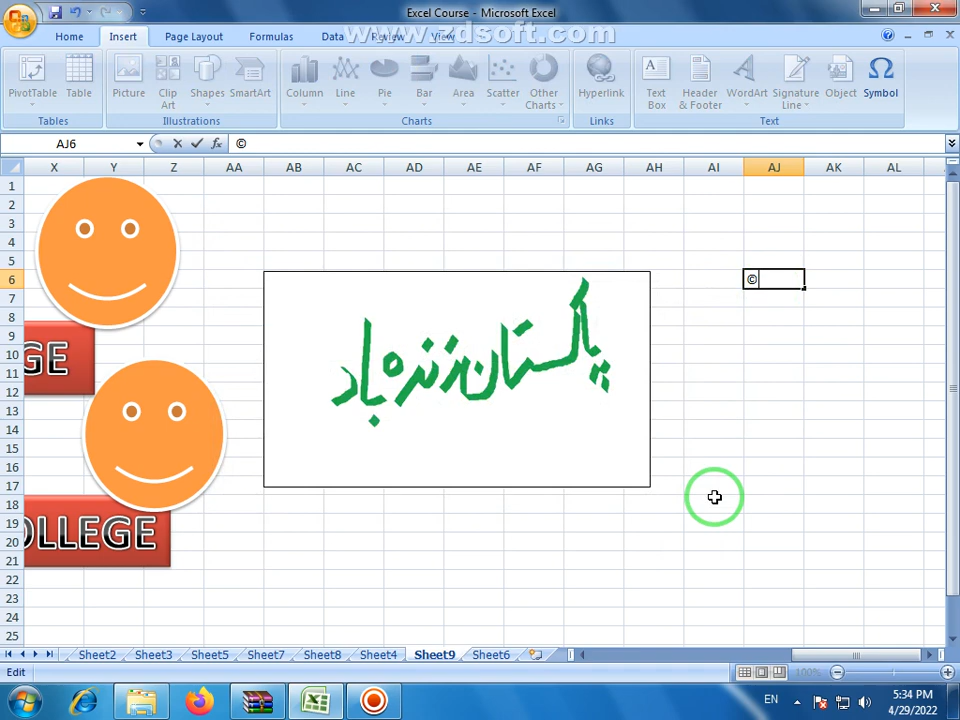 Excel Course - Microsoft Excel
Home Insert Page Layout Formulas Data Review View
www.vdsoft.com
PivotTable Table Picture Clip Art Shapes SmartArt Column Line Pie Bar Area Scatter Other Charts Hyperlink Text Box Header & Footer WordArt Signature Line Object Symbol
Tables Illustrations Charts Links Text
AJ6 fx ©
X Y Z AA AB AC AD AE AF AG AH AI AJ AK AL
1
2
3
4
5
6 ©
7
8
9
GE
10
11
12
13
14
15
16
17
18
19
20
21
22
23
24
25
پاکستان زندہ باد
OLLEGE
Sheet2 Sheet3 Sheet5 Sheet7 Sheet8 Sheet4 Sheet9 Sheet6
Edit 100%
EN 5:34 PM
4/29/2022